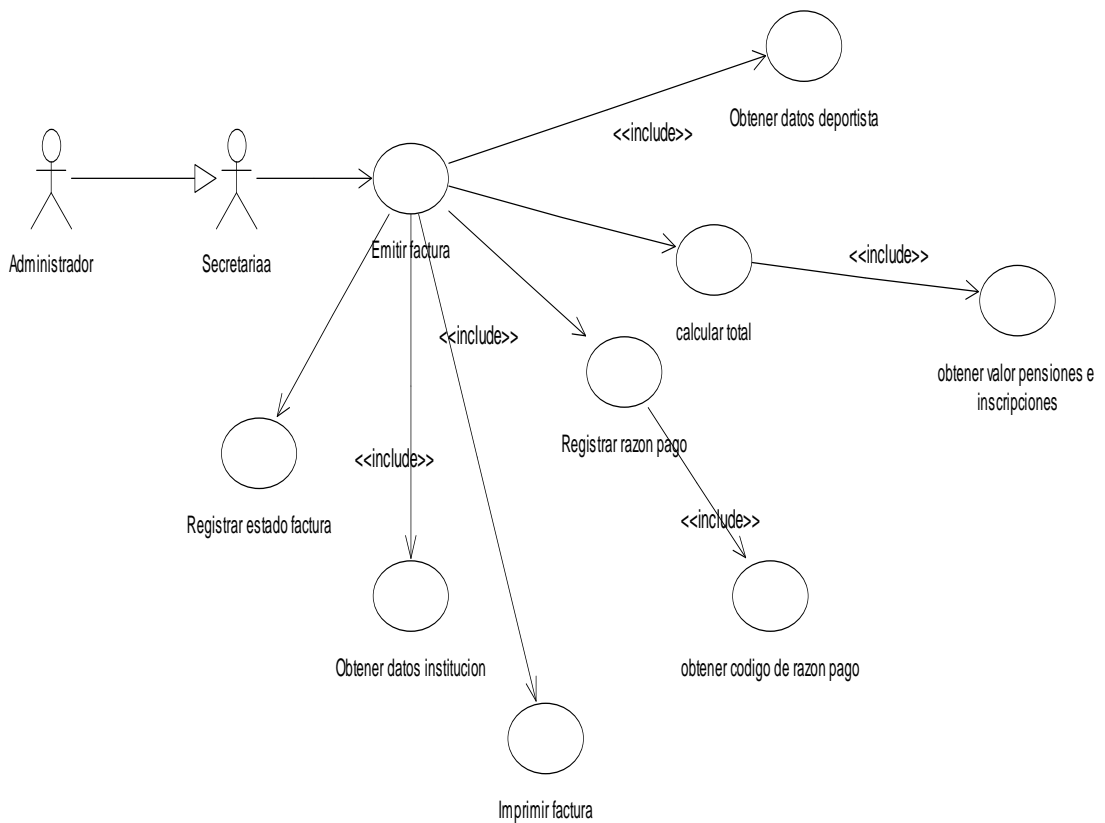 Obtener datos deportista
<<include>>
Administrador
Secretariaa
Emitir factura
<<include>>
calcular total
<<include>>
obtener valor pensiones e
inscripciones
Registrar razon pago
<<include>>
Registrar estado factura
<<include>>
Obtener datos institucion
obtener codigo de razon pago
Imprimir factura